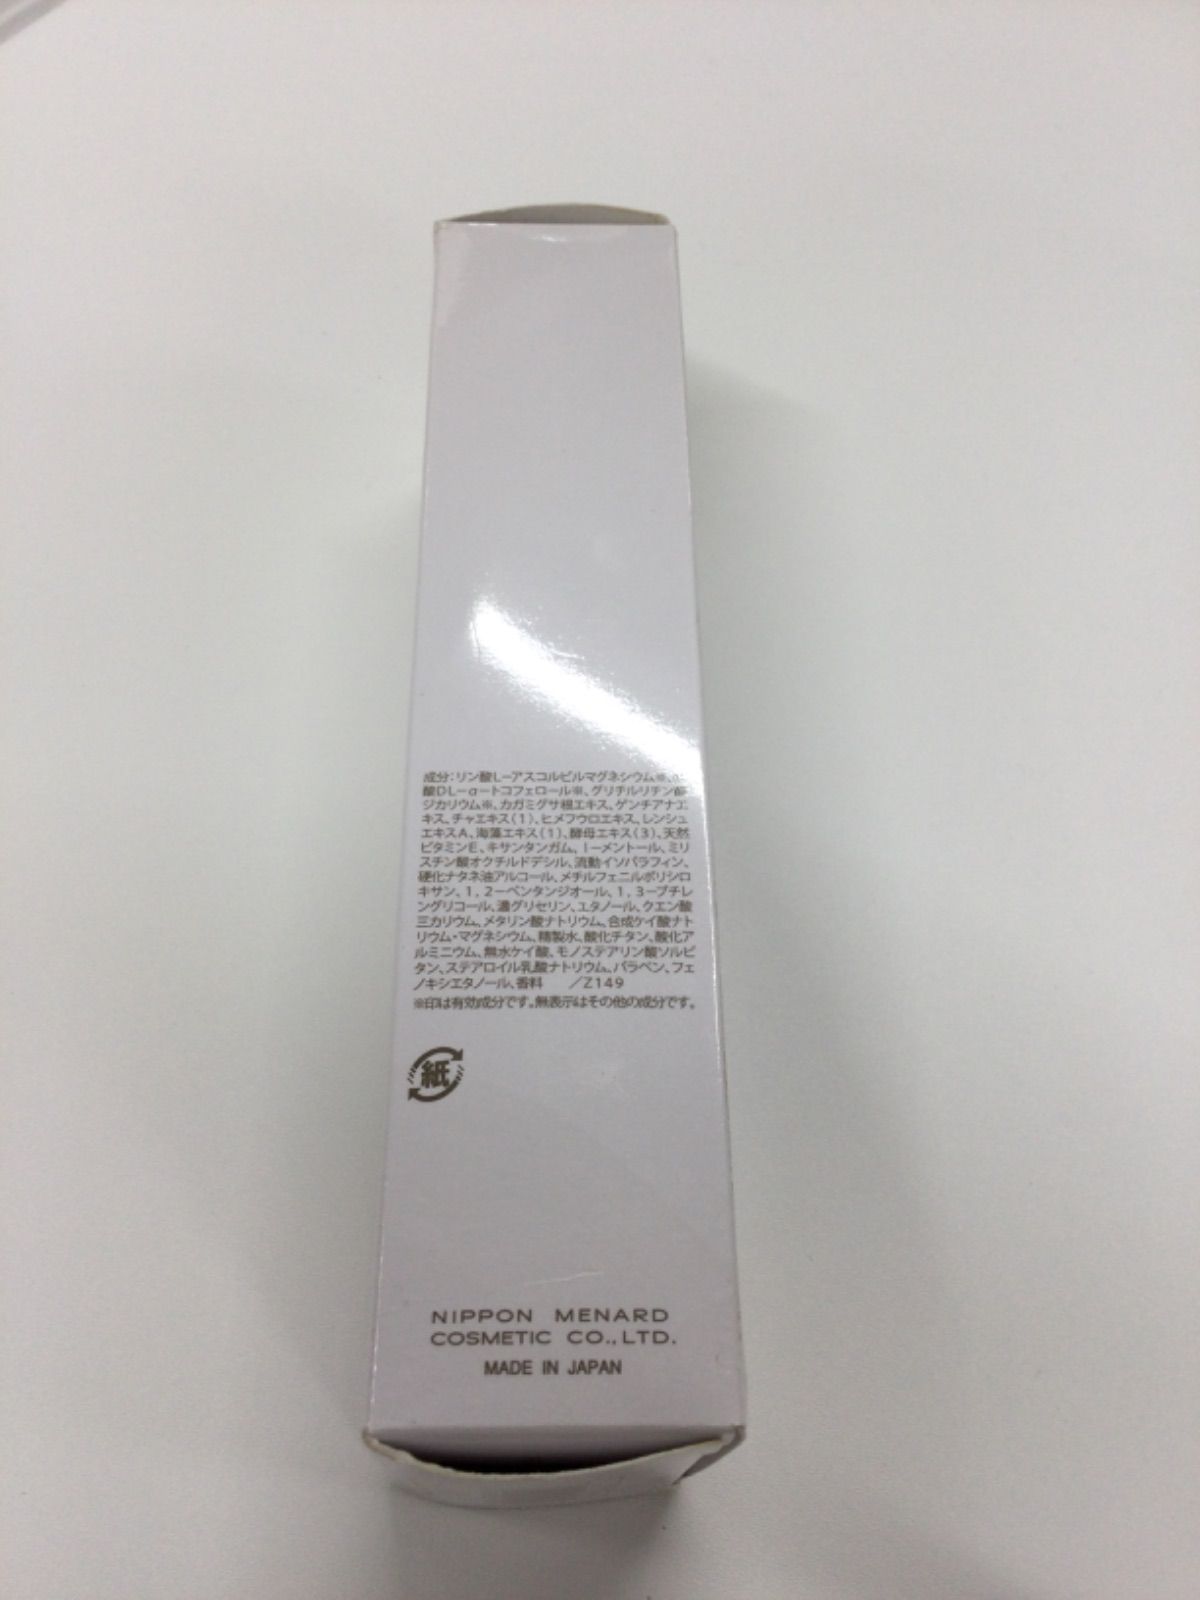 成分:リン酸L-アスコルビルマグネシウム※、
酸DL-α-トコフェロール※、グリチルリチン酸
ジカリウム※、カガミグサ根エキス、ゲンチアナエ
キス、チャエキス(1)、ヒメフウロエキス、レンシュ
エキスA、海藻エキス(1)、酵母エキス(3)、天然
ビタミンE、キサンタンガム、l-メントール、ミリ
スチン酸オクチルドデシル、流動イソパラフィン、
硬化ナタネ油アルコール、メチルフェニルポリシロ
キサン、1,2-ペンタンジオール、1,3-ブチレ
ングリコール、濃グリセリン、エタノール、クエン酸
三カリウム、メタリン酸ナトリウム、合成ケイ酸ナト
リウム・マグネシウム、精製水、酸化チタン、酸化ア
ルミニウム、無水ケイ酸、モノステアリン酸ソルビ
タン、ステアロイル乳酸ナトリウム、パラベン、フェ
ノキシエタノール、香料 /Z149
※印は有効成分です。無表示はその他の成分です。
紙
NIPPON MENARD
COSMETIC CO.,LTD.
MADE IN JAPAN